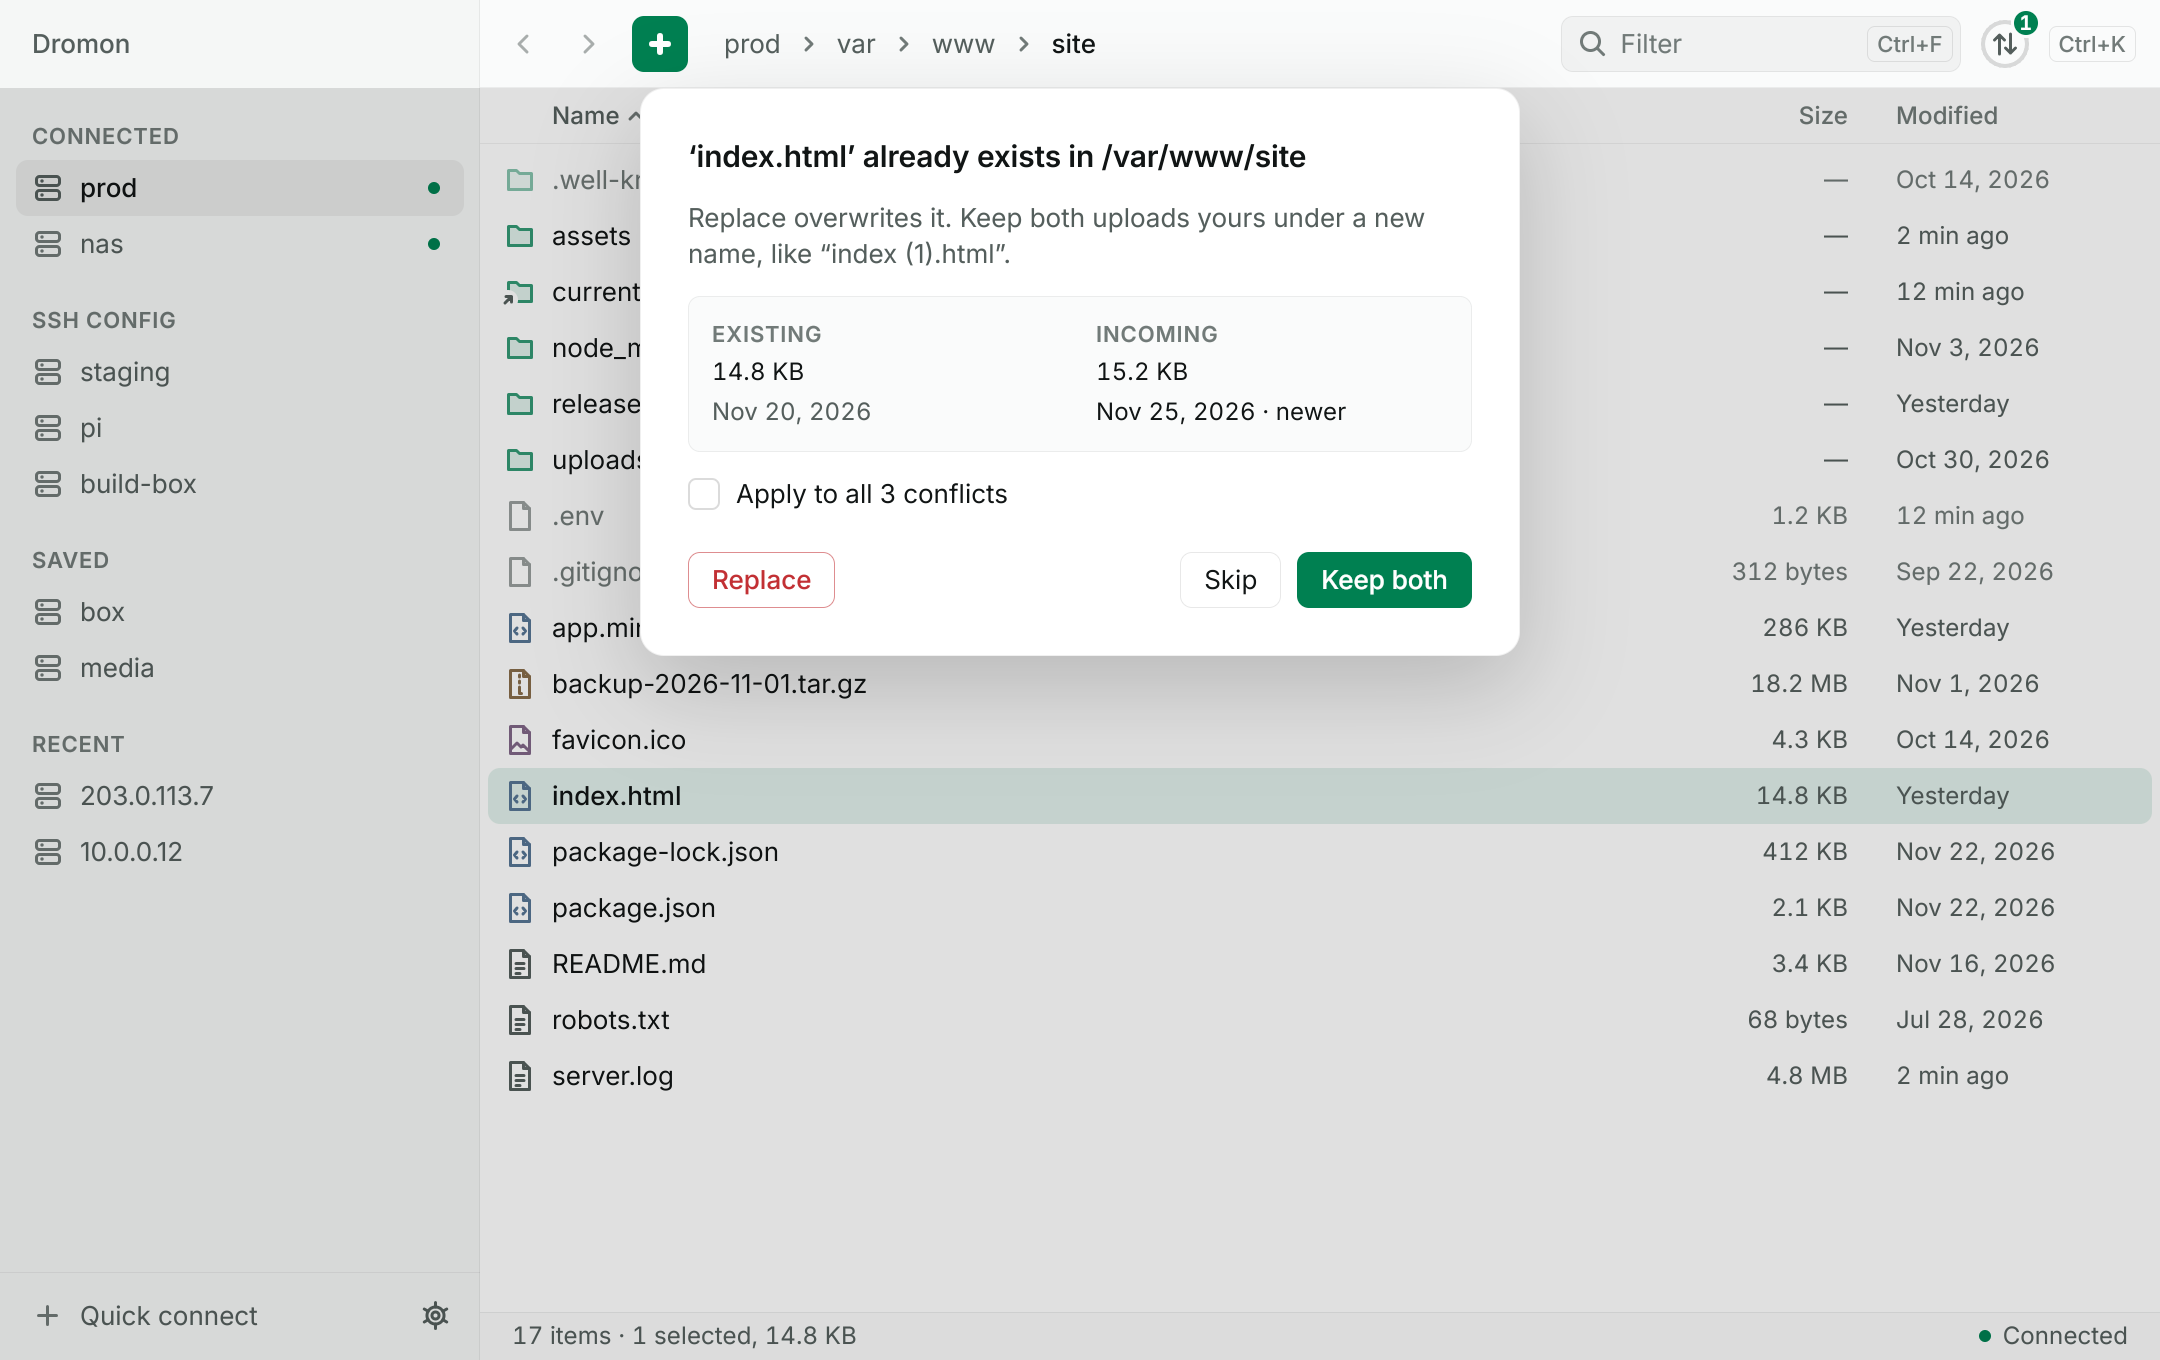 Dromon
prod
var
www
site
Filter
Ctrl+F
1
Ctrl+K
CONNECTED
prod
nas
SSH CONFIG
staging
pi
build-box
SAVED
box
media
RECENT
203.0.113.7
10.0.0.12
Quick connect
Name
Size
Modified
— Oct 14, 2026
assets — 2 min ago
current — 12 min ago
— Nov 3, 2026
— Yesterday
— Oct 30, 2026
.env 1.2 KB 12 min ago
312 bytes Sep 22, 2026
286 KB Yesterday
backup-2026-11-01.tar.gz 18.2 MB Nov 1, 2026
favicon.ico 4.3 KB Oct 14, 2026
index.html 14.8 KB Yesterday
package-lock.json 412 KB Nov 22, 2026
package.json 2.1 KB Nov 22, 2026
README.md 3.4 KB Nov 16, 2026
robots.txt 68 bytes Jul 28, 2026
server.log 4.8 MB 2 min ago
‘index.html’ already exists in /var/www/site
Replace overwrites it. Keep both uploads yours under a new
name, like “index (1).html”.
EXISTING
14.8 KB
Nov 20, 2026
INCOMING
15.2 KB
Nov 25, 2026 · newer
Apply to all 3 conflicts
Replace
Skip
Keep both
17 items · 1 selected, 14.8 KB
Connected